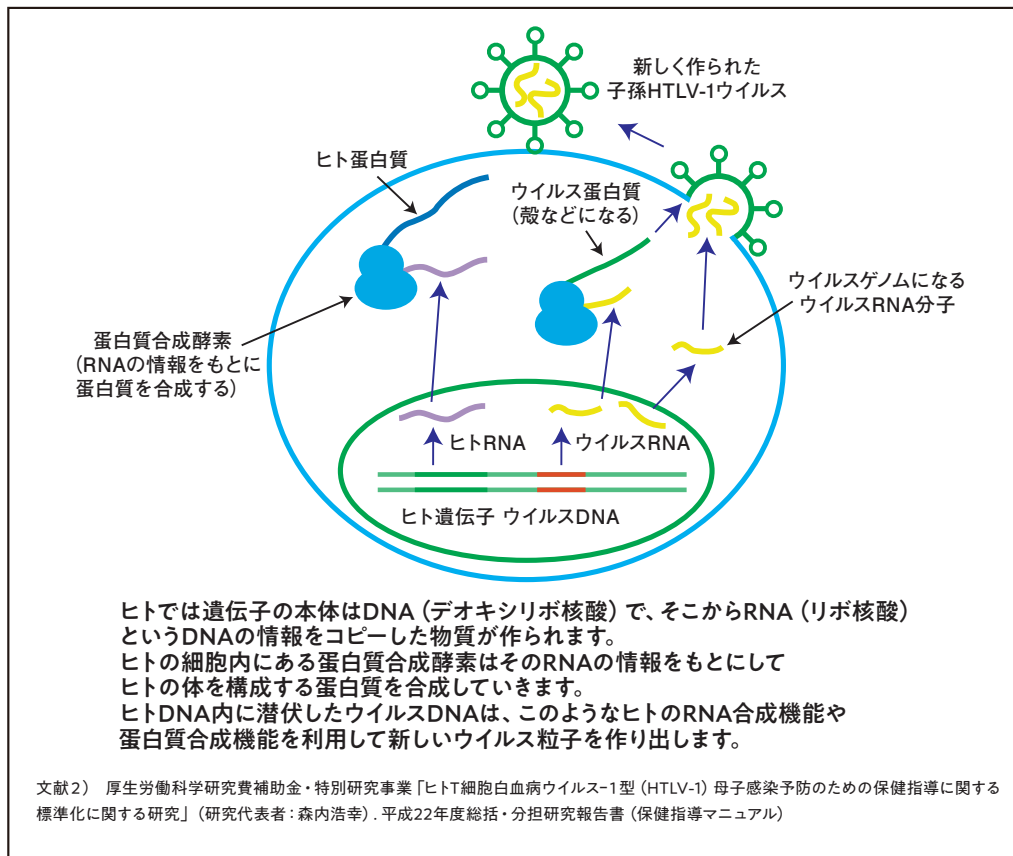 新しく作られた
子孫HTLV-1ウイルス
ヒト蛋白質
ウイルス蛋白質
(殻などになる)
ウイルスゲノムになる
ウイルスRNA分子
蛋白質合成酵素
(RNAの情報をもとに
蛋白質を合成する)
ヒトRNA
ウイルスRNA
ヒト遺伝子 ウイルスDNA
ヒトでは遺伝子の本体はDNA(デオキシリボ核酸)で、そこからRNA(リボ核酸)
というDNAの情報をコピーした物質が作られます。
ヒトの細胞内にある蛋白質合成酵素はそのRNAの情報をもとにして
ヒトの体を構成する蛋白質を合成していきます。
ヒトDNA内に潜伏したウイルスDNAは、このようなヒトのRNA合成機能や
蛋白質合成機能を利用して新しいウイルス粒子を作り出します。
文献2) 厚生労働科学研究費補助金・特別研究事業「ヒトT細胞白血病ウイルス-1型(HTLV-1)母子感染予防のための保健指導に関する
標準化に関する研究」(研究代表者:森内浩幸).平成22年度総括・分担研究報告書(保健指導マニュアル)